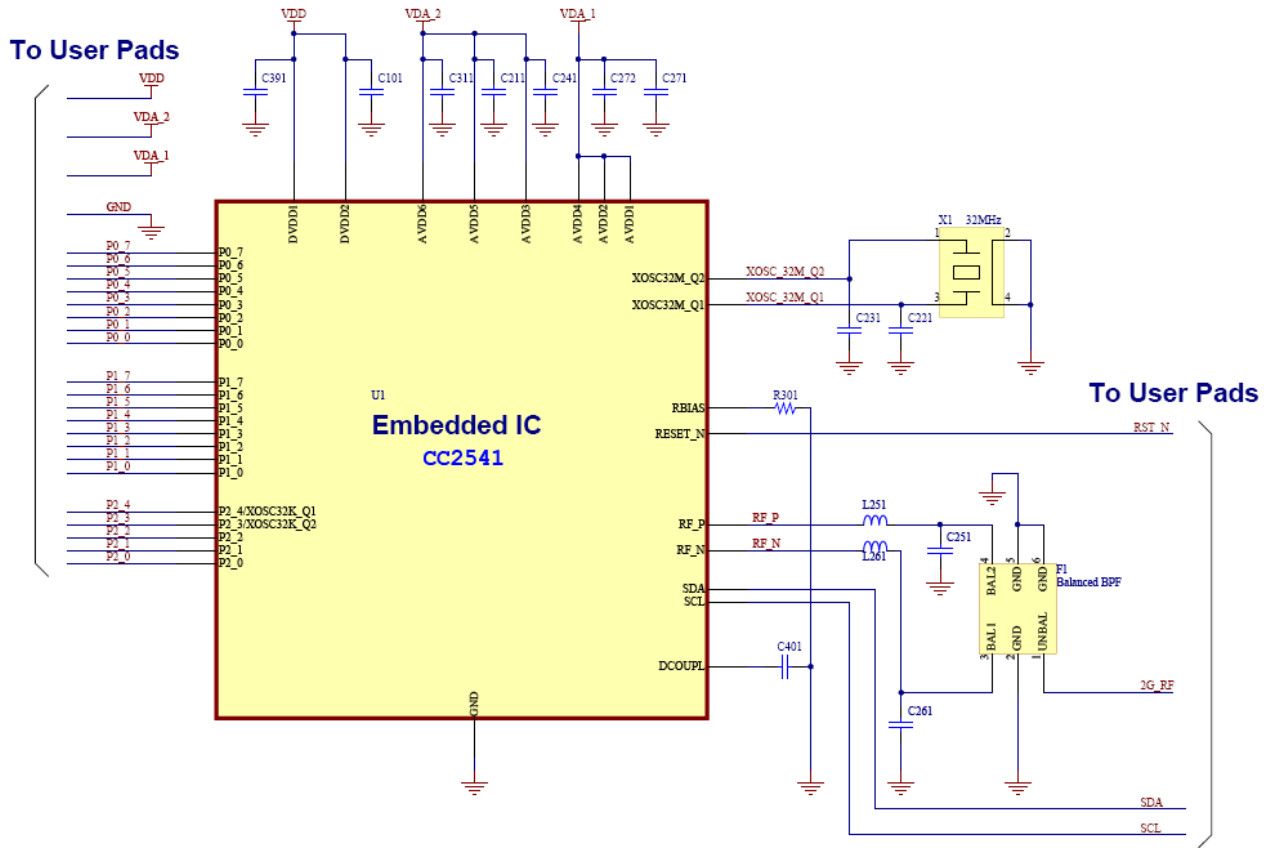 To User Pads
VDD
VDA_2
VDA_1
GND
VDD
VDA_2
VDA_1
C391
C101
C311
C211
C241
C272
C271
DVDD1
DVDD2
AVDD6
AVDD5
AVDD3
AVDD4
AVDD2
AVDD1
P0_7 P0_7
P0_6 P0_6
P0_5 P0_5
P0_4 P0_4
P0_3 P0_3
P0_2 P0_2
P0_1 P0_1
P0_0 P0_0
P1_7 P1_7
P1_6 P1_6
P1_5 P1_5
P1_4 P1_4
P1_3 P1_3
P1_2 P1_2
P1_1 P1_1
P1_0 P1_0
P2_4 P2_4/XOSC32K_Q1
P2_3 P2_3/XOSC32K_Q2
P2_2 P2_2
P2_1 P2_1
P2_0 P2_0
U1
Embedded IC
CC2541
GND
XOSC32M_Q2 XOSC_32M_Q2
XOSC32M_Q1 XOSC_32M_Q1
X1 32MHz
1 2
3 4
C231
C221
RBIAS
R301
RESET_N
RST_N
To User Pads
RF_P RF_P
RF_N RF_N
L251
L261
C251
SDA
SCL
DCOUPL
C401
C261
F1
Balanced BPF
4 5 6
BAL2 GND GND
BAL1 GND UNBAL
3 2 1
2G_RF
SDA
SCL